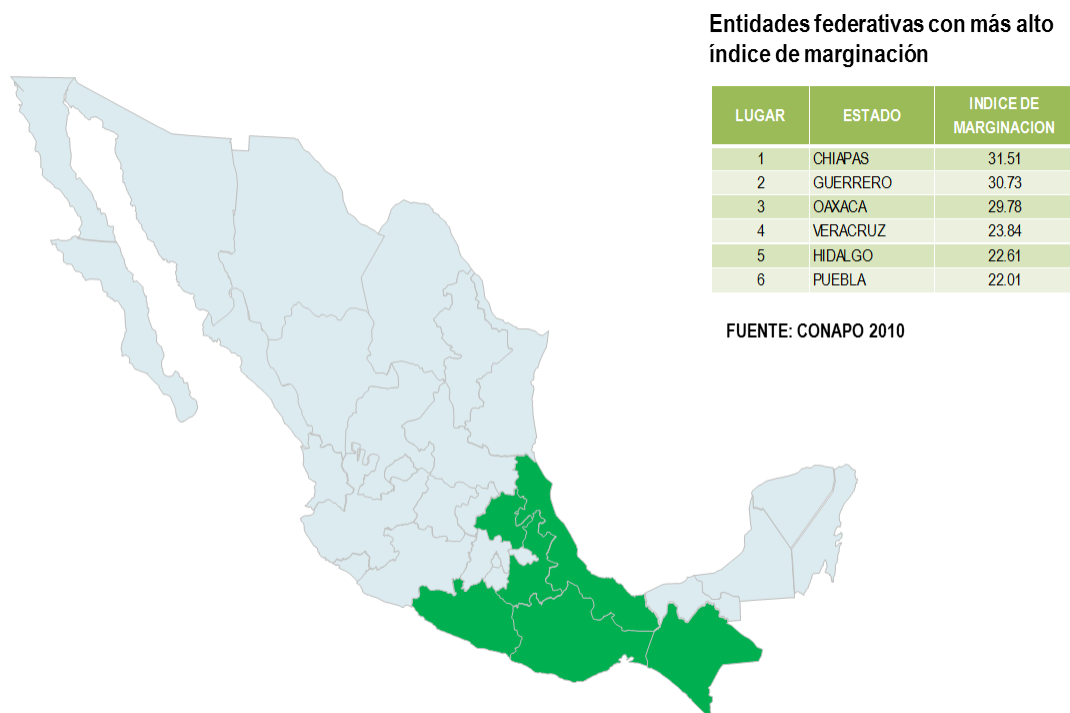 Entidades federativas con más alto
índice de marginación
LUGAR ESTADO INDICE DE MARGINACION
1 CHIAPAS 31.51
2 GUERRERO 30.73
3 OAXACA 29.78
4 VERACRUZ 23.84
5 HIDALGO 22.61
6 PUEBLA 22.01
FUENTE: CONAPO 2010